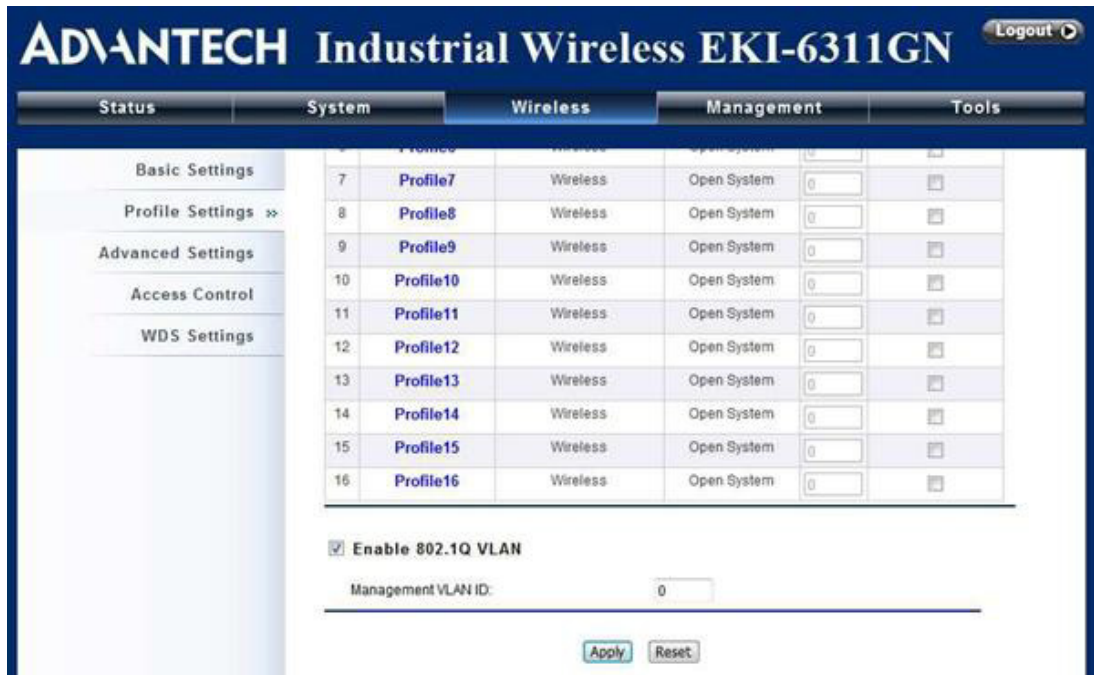 ADVANTECH Industrial Wireless EKI-6311GN
Logout
Status System Wireless Management Tools
Basic Settings
Profile Settings »
Advanced Settings
Access Control
WDS Settings
7 Profile7 Wireless Open System 0
8 Profile8 Wireless Open System 0
9 Profile9 Wireless Open System 0
10 Profile10 Wireless Open System 0
11 Profile11 Wireless Open System 0
12 Profile12 Wireless Open System 0
13 Profile13 Wireless Open System 0
14 Profile14 Wireless Open System 0
15 Profile15 Wireless Open System 0
16 Profile16 Wireless Open System 0
Enable 802.1Q VLAN
Management VLAN ID: 0
Apply Reset